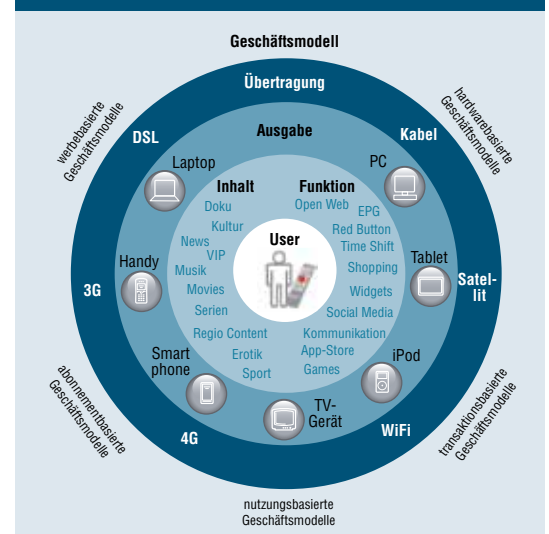 Geschäftsmodell
werbebasierte
Geschäftsmodelle
hardwarebasierte
Geschäftsmodelle
Übertragung
DSL
Kabel
Ausgabe
Laptop
PC
Inhalt
Funktion
Doku
Kultur
News
VIP
Musik
Movies
Serien
Regio Content
Erotik
Sport
User
Open Web
EPG
Red Button
Time Shift
Shopping
Widgets
Social Media
Kommunikation
App-Store
Games
Handy
Tablet
3G
Satel-
lit
Smart
phone
iPod
TV-
Gerät
4G
WiFi
abonnementbasierte
Geschäftsmodelle
transaktionsbasierte
Geschäftsmodelle
nutzungsbasierte
Geschäftsmodelle